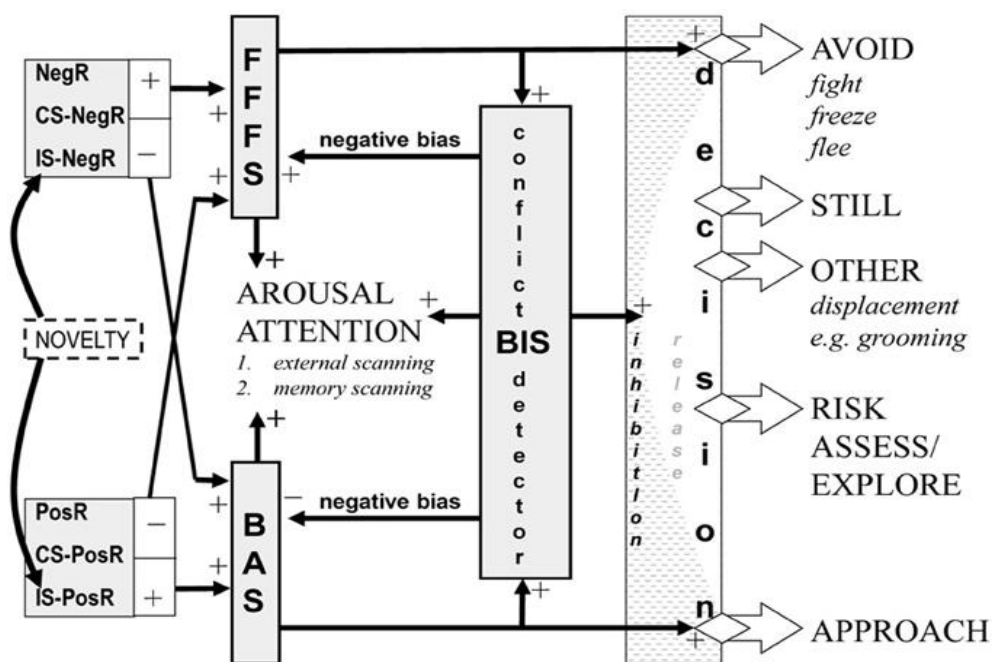 NegR
CS-NegR
IS-NegR
+
−
NOVELTY
PosR
CS-PosR
IS-PosR
−
+
+
+
+
+
FFFS
negative bias
+
AROUSAL
ATTENTION
1. external scanning
2. memory scanning
+
+
+
+
BAS
−
negative bias
+
conflict
BIS
detector
+
+
inhibition
release
+
decision
+
AVOID
fight
freeze
flee
STILL
OTHER
displacement
e.g. grooming
RISK
ASSESS/
EXPLORE
APPROACH